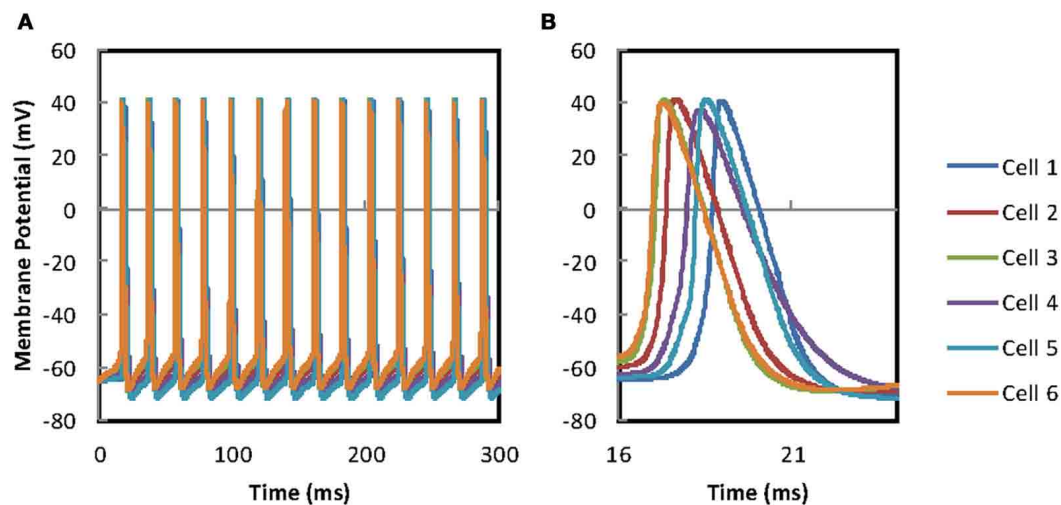 A
B
Membrane Potential (mV)
60
40
20
0
-20
-40
-60
-80
0
100
200
300
Time (ms)
60
40
20
0
-20
-40
-60
-80
16
21
Time (ms)
Cell 1
Cell 2
Cell 3
Cell 4
Cell 5
Cell 6